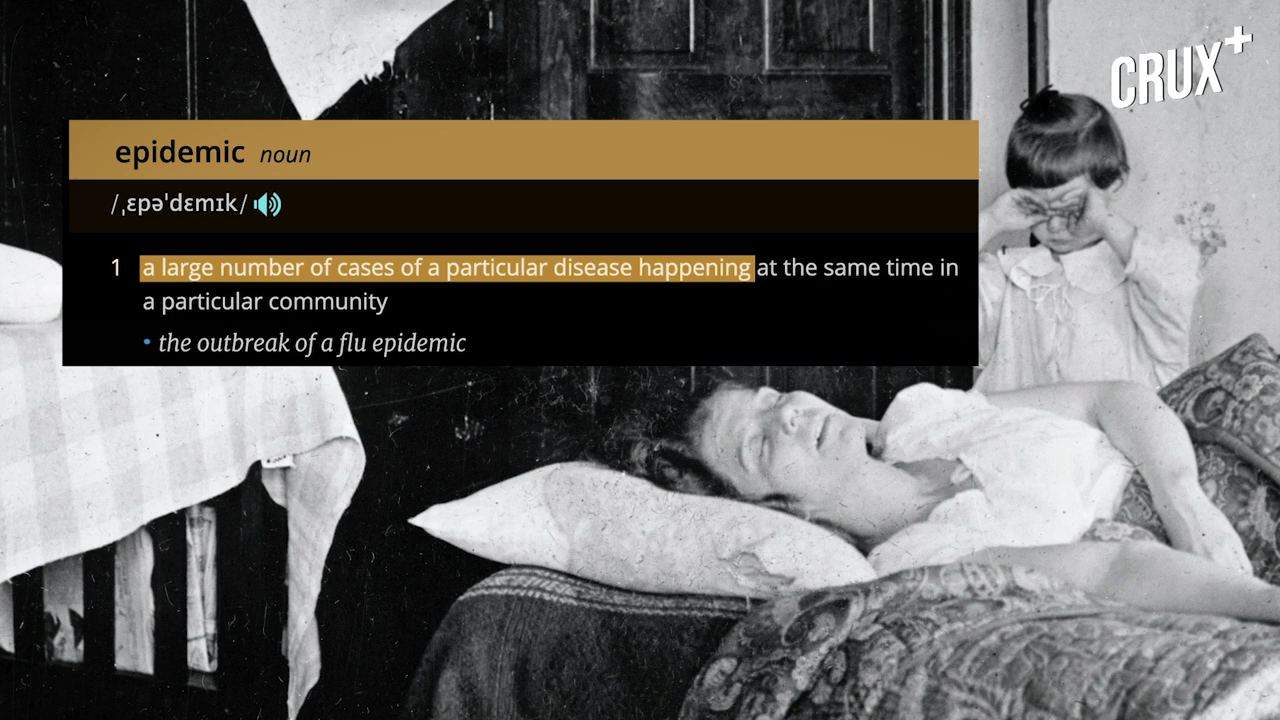 CRUX+
epidemic noun
/ˌɛpəˈdɛmɪk/
1 a large number of cases of a particular disease happening at the same time in
a particular community
• the outbreak of a flu epidemic